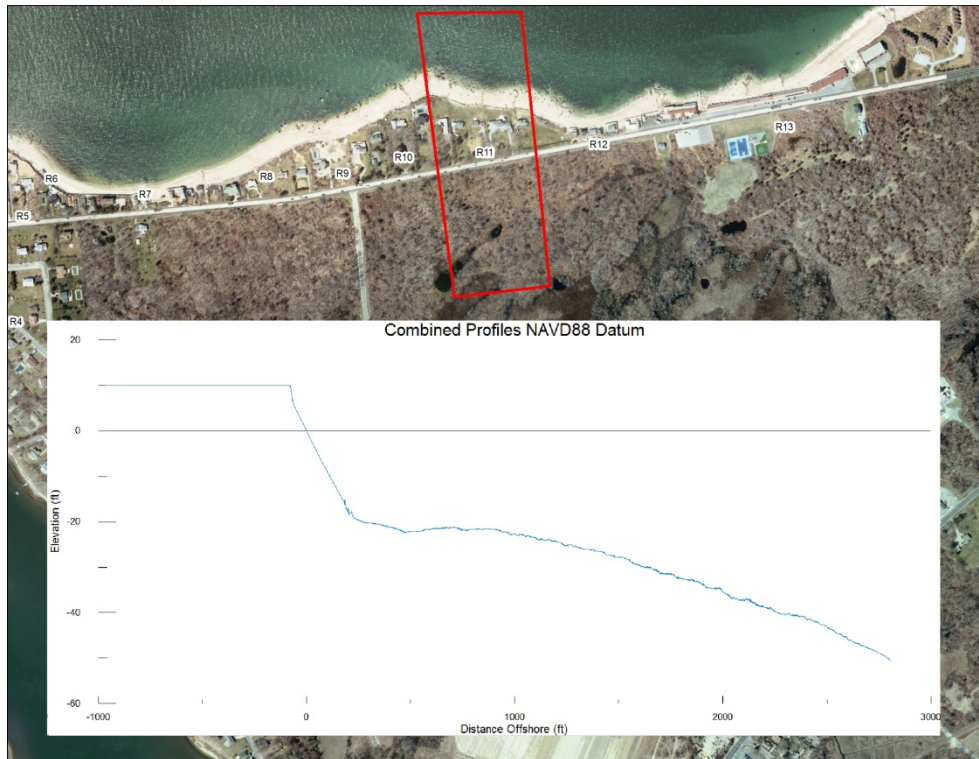 R13
R12
R11
R10
R9
R8
R6
R7
R5
R4
Combined Profiles NAVD88 Datum
20
0
-20
-40
-60
Elevation (ft)
-1000
0
1000
2000
3000
Distance Offshore (ft)